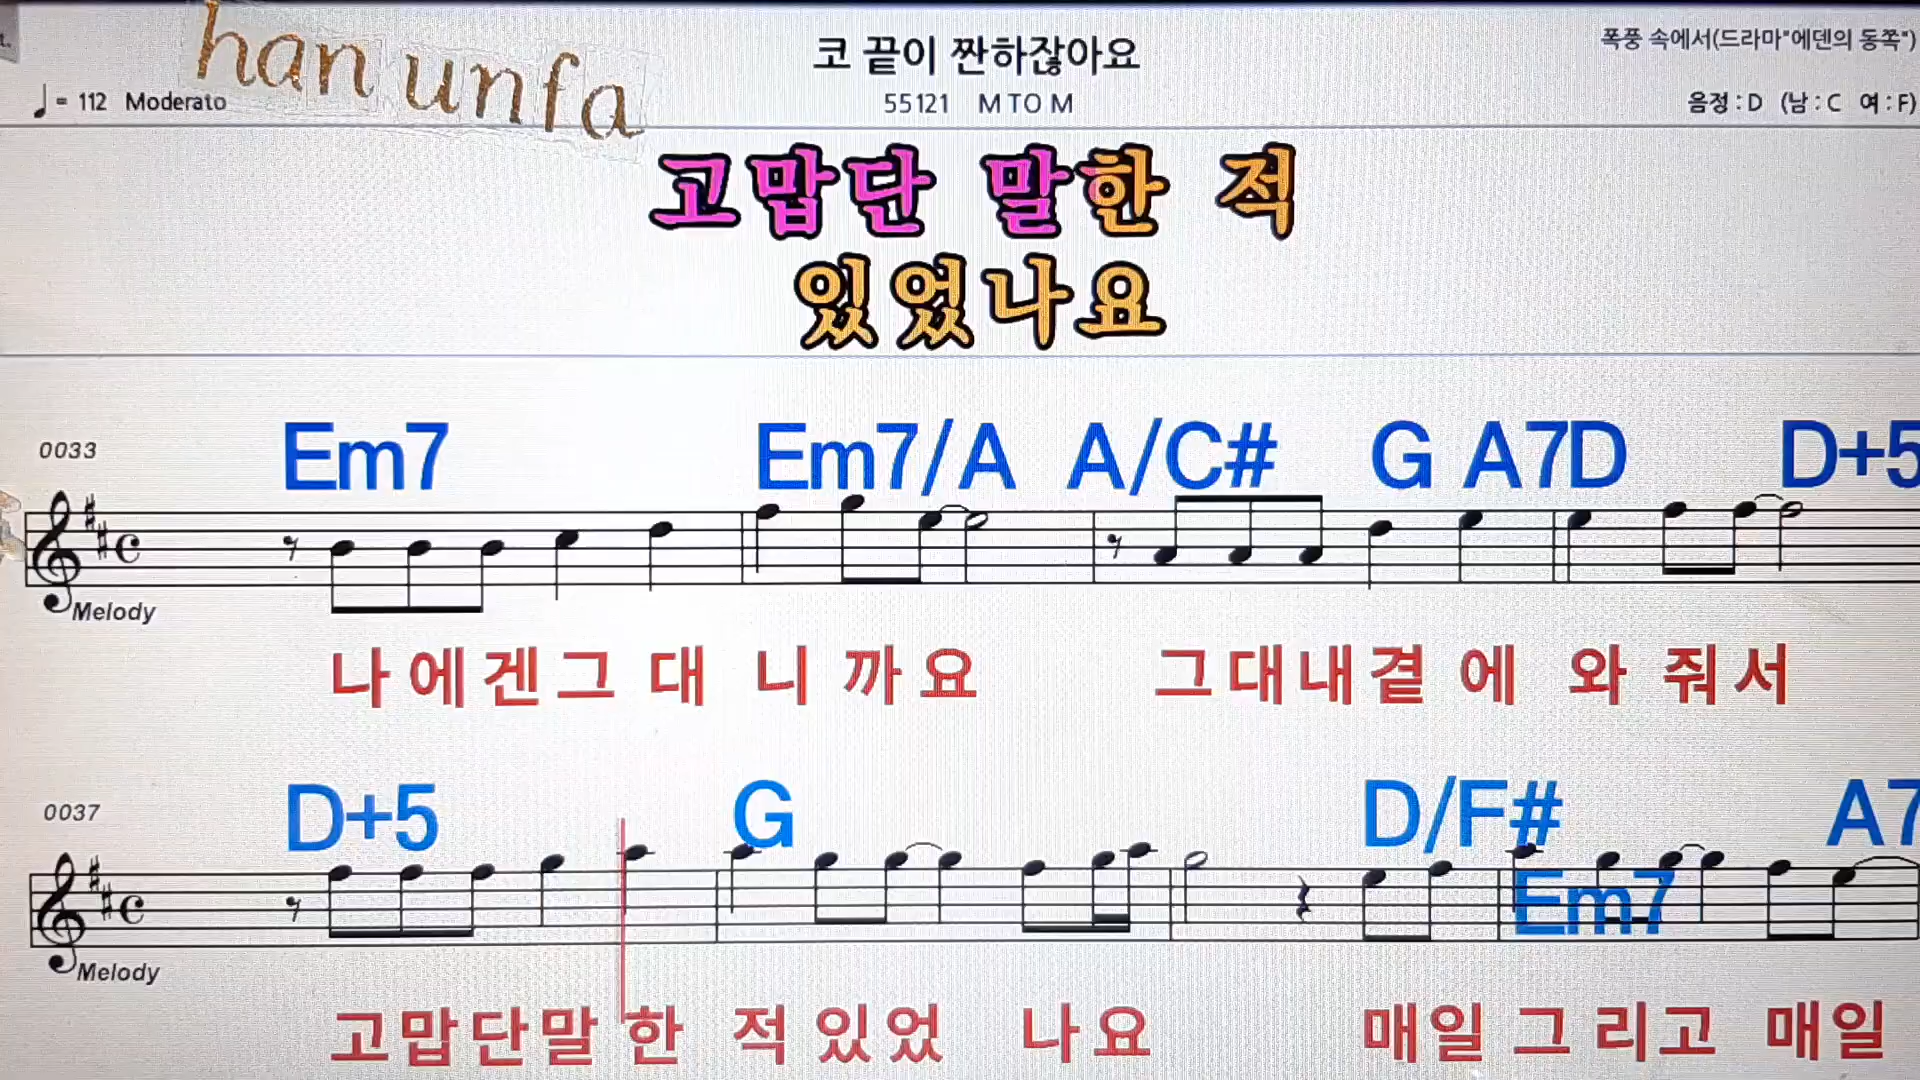 han unfa
코 끝이 짠하잖아요
폭풍 속에서(드라마"에덴의 동쪽")
♩= 112 Moderato
55121 M TO M
음정 : D (남 : C 여 : F)
고맙단 말한 적
있었나요
0033 Em7 Em7/A A/C# G A7D D+5
Melody
나에겐그대니까요 그대내곁에 와줘서
0037 D+5 G D/F# A7
Em7
Melody
고맙단말한 적있었 나요 매일그리고 매일